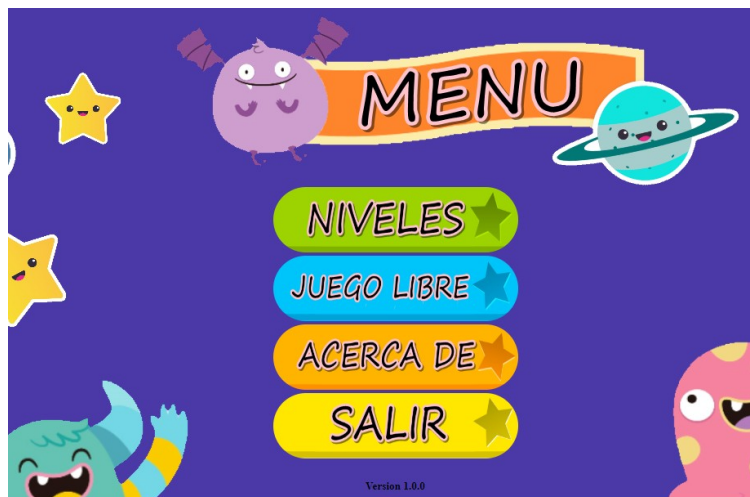 MENU
NIVELES
JUEGO LIBRE
ACERCA DE
SALIR
Version 1.0.0